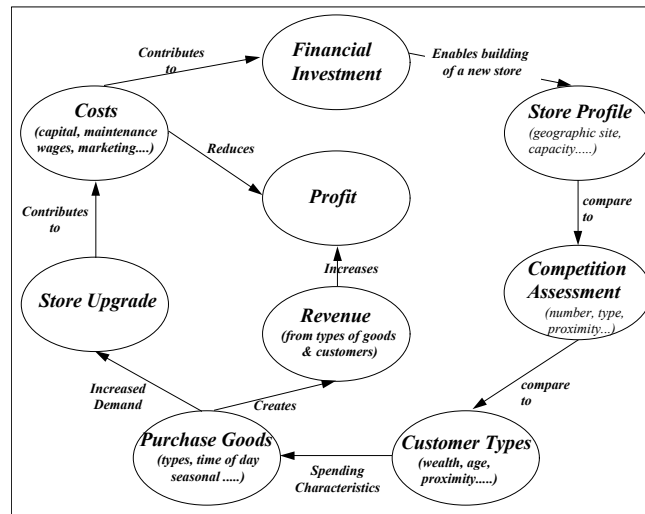 Contributes
to
Financial
Investment
Enables building
of a new store
Costs
(capital, maintenance
wages, marketing....)
Store Profile
(geographic site,
capacity.....)
Reduces
Profit
Contributes
to
compare
to
Store Upgrade
Increases
Competition
Assessment
(number, type,
proximity...)
Revenue
(from types of goods
& customers)
Increased
Demand
Creates
compare
to
Purchase Goods
(types, time of day
seasonal .....)
Spending
Characteristics
Customer Types
(wealth, age,
proximity.....)